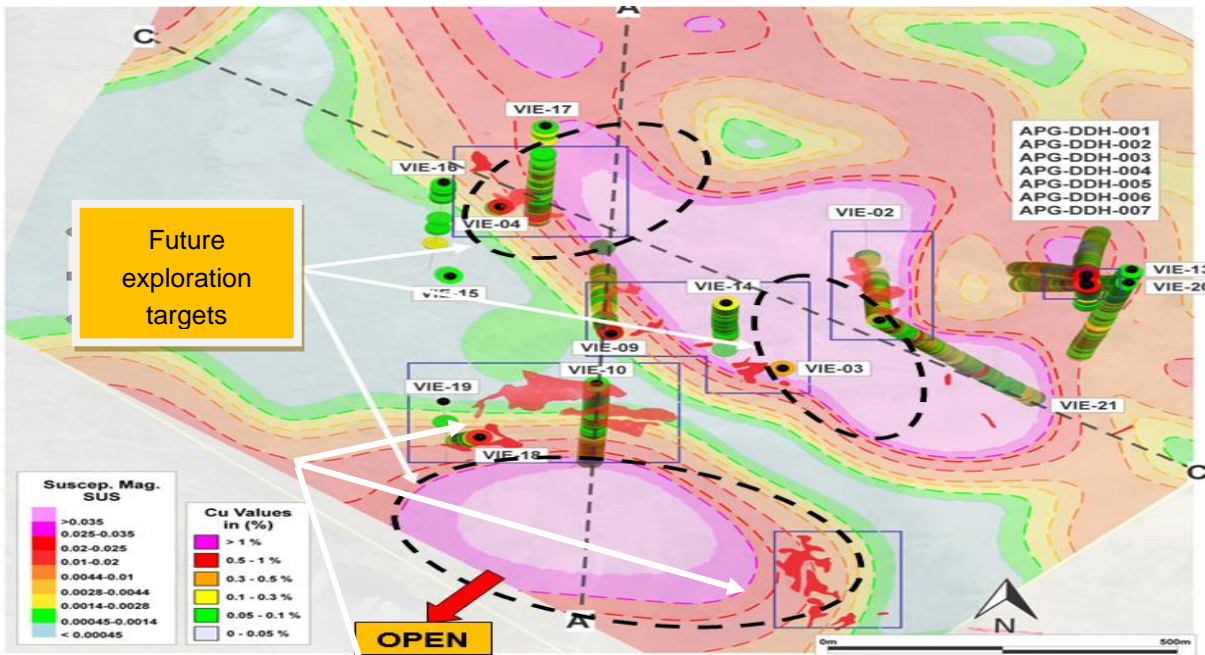 A
C
VIE-17
APG-DDH-001
APG-DDH-002
APG-DDH-003
APG-DDH-004
APG-DDH-005
APG-DDH-006
APG-DDH-007
VIE-16
VIE-04
VIE-02
Future
exploration
targets
VIE-13
VIE-20
VIE-15
VIE-14
VIE-09
VIE-03
VIE-10
VIE-19
VIE-21
VIE-18
C
Suscep. Mag.
SUS
>0.035
0.025-0.035
0.02-0.025
0.01-0.02
0.0044-0.01
0.0028-0.0044
0.0014-0.0028
0.00045-0.0014
< 0.00045
Cu Values
in (%)
> 1 %
0.5 - 1 %
0.3 - 0.5 %
0.1 - 0.3 %
0.05 - 0.1 %
0 - 0.05 %
A
OPEN
N
0m 500m